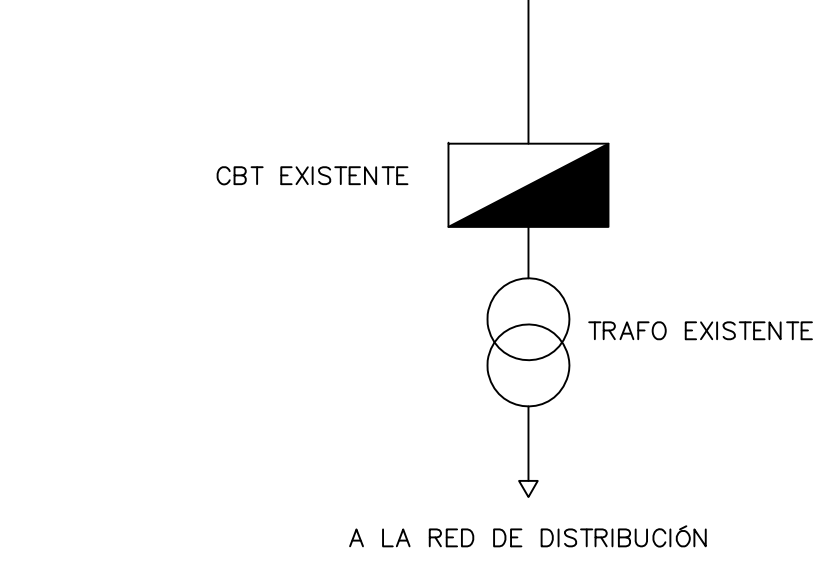 CBT EXISTENTE
TRAFO EXISTENTE
A LA RED DE DISTRIBUCIÓN